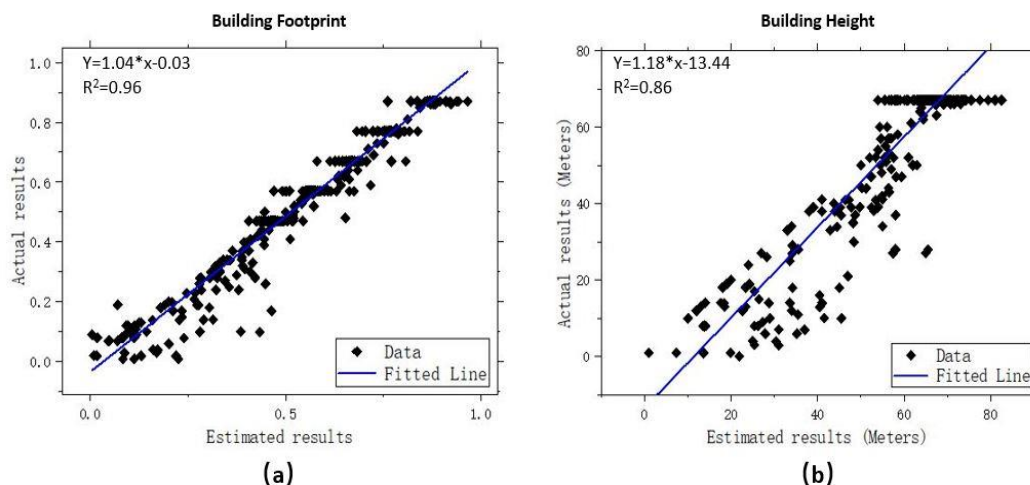 Building Footprint
Y=1.04*x-0.03
R²=0.96
1.0
0.8
0.6
0.4
0.2
0.0
Actual results
Data
Fitted Line
0.0
0.5
1.0
Estimated results
(a)
Building Height
Y=1.18*x-13.44
R²=0.86
80
60
40
20
0
Actual results (Meters)
Data
Fitted Line
0
20
40
60
80
Estimated results (Meters)
(b)